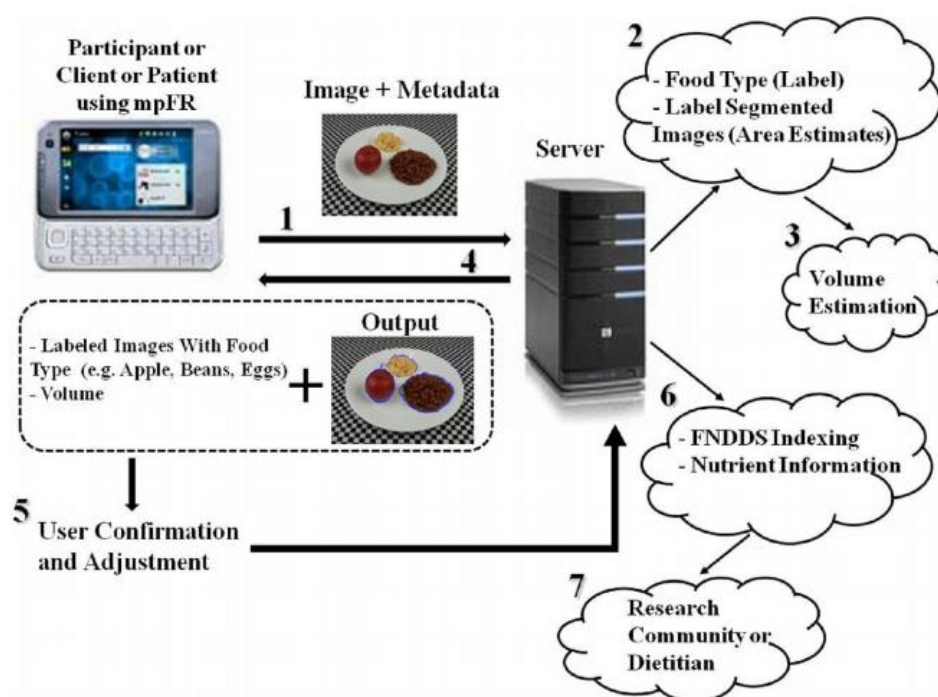 Participant or
Client or Patient
using mpFR
Image + Metadata
Server
1
4
2
- Food Type (Label)
- Label Segmented
Images (Area Estimates)
3
Volume
Estimation
- Labeled Images With Food
Type (e.g. Apple, Beans, Eggs)
- Volume
+
Output
5
User Confirmation
and Adjustment
6
- FNDDS Indexing
- Nutrient Information
7
Research
Community or
Dietitian
hp